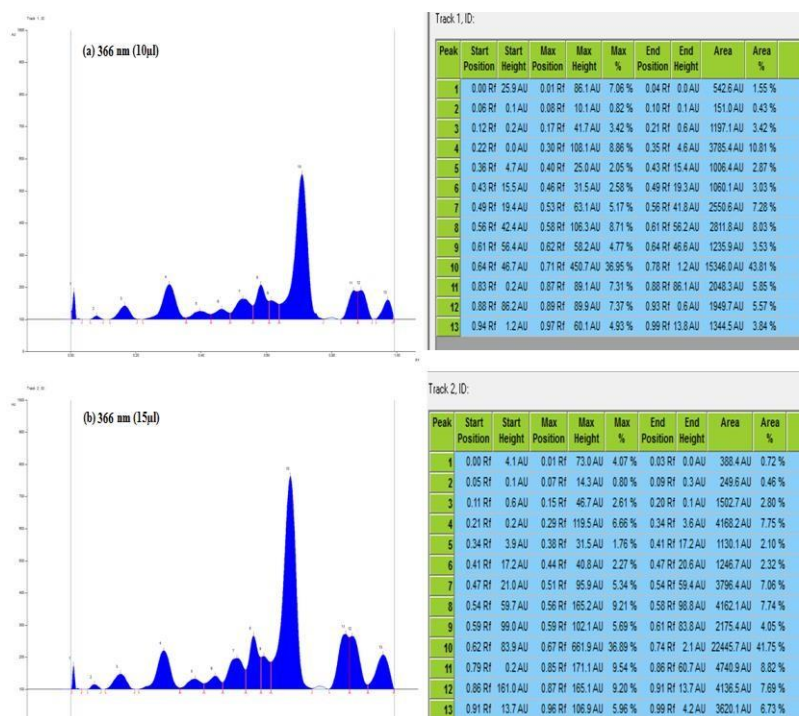 Track 1, ID:
(a) 366 nm (10µl)
Track 1, ID:
Peak Start Position Start Height Max Position Max Height Max % End Position End Height Area Area %
1 0.00 Rf 25.9 AU 0.01 Rf 86.1 AU 7.06 % 0.04 Rf 0.0 AU 542.6 AU 1.55 %
2 0.06 Rf 0.1 AU 0.08 Rf 10.1 AU 0.82 % 0.10 Rf 0.1 AU 151.0 AU 0.43 %
3 0.12 Rf 0.2 AU 0.17 Rf 41.7 AU 3.42 % 0.21 Rf 0.6 AU 1197.1 AU 3.42 %
4 0.22 Rf 0.0 AU 0.30 Rf 108.1 AU 8.86 % 0.35 Rf 4.6 AU 3785.4 AU 10.81 %
5 0.36 Rf 4.7 AU 0.40 Rf 25.0 AU 2.05 % 0.43 Rf 15.4 AU 1006.4 AU 2.87 %
6 0.43 Rf 15.5 AU 0.46 Rf 31.5 AU 2.58 % 0.49 Rf 19.3 AU 1060.1 AU 3.03 %
7 0.49 Rf 19.4 AU 0.53 Rf 63.1 AU 5.17 % 0.56 Rf 41.8 AU 2550.6 AU 7.28 %
8 0.56 Rf 42.4 AU 0.58 Rf 106.3 AU 8.71 % 0.61 Rf 56.2 AU 2811.8 AU 8.03 %
9 0.61 Rf 56.4 AU 0.62 Rf 58.2 AU 4.77 % 0.64 Rf 46.6 AU 1235.9 AU 3.53 %
10 0.64 Rf 46.7 AU 0.71 Rf 450.7 AU 36.95 % 0.78 Rf 1.2 AU 15346.0 AU 43.81 %
11 0.83 Rf 0.2 AU 0.87 Rf 89.1 AU 7.31 % 0.88 Rf 86.1 AU 2048.3 AU 5.85 %
12 0.88 Rf 86.2 AU 0.89 Rf 89.9 AU 7.37 % 0.93 Rf 0.6 AU 1949.7 AU 5.57 %
13 0.94 Rf 1.2 AU 0.97 Rf 60.1 AU 4.93 % 0.99 Rf 13.8 AU 1344.5 AU 3.84 %
Track 2, ID:
(b) 366 nm (15µl)
Track 2, ID:
Peak Start Position Start Height Max Position Max Height Max % End Position End Height Area Area %
1 0.00 Rf 4.1 AU 0.01 Rf 73.0 AU 4.07 % 0.03 Rf 0.0 AU 388.4 AU 0.72 %
2 0.05 Rf 0.1 AU 0.07 Rf 14.3 AU 0.80 % 0.09 Rf 0.3 AU 249.6 AU 0.46 %
3 0.11 Rf 0.6 AU 0.15 Rf 46.7 AU 2.61 % 0.20 Rf 0.1 AU 1502.7 AU 2.80 %
4 0.21 Rf 0.2 AU 0.29 Rf 119.5 AU 6.66 % 0.34 Rf 3.6 AU 4168.2 AU 7.75 %
5 0.34 Rf 3.9 AU 0.38 Rf 31.5 AU 1.76 % 0.41 Rf 17.2 AU 1130.1 AU 2.10 %
6 0.41 Rf 17.2 AU 0.44 Rf 40.8 AU 2.27 % 0.47 Rf 20.6 AU 1246.7 AU 2.32 %
7 0.47 Rf 21.0 AU 0.51 Rf 95.9 AU 5.34 % 0.54 Rf 59.4 AU 3796.4 AU 7.06 %
8 0.54 Rf 59.7 AU 0.56 Rf 165.2 AU 9.21 % 0.58 Rf 98.8 AU 4162.1 AU 7.74 %
9 0.59 Rf 99.0 AU 0.59 Rf 102.1 AU 5.69 % 0.61 Rf 83.8 AU 2175.4 AU 4.05 %
10 0.62 Rf 83.9 AU 0.67 Rf 661.9 AU 36.89 % 0.74 Rf 2.1 AU 22445.7 AU 41.75 %
11 0.79 Rf 0.2 AU 0.85 Rf 171.1 AU 9.54 % 0.86 Rf 60.7 AU 4740.9 AU 8.82 %
12 0.86 Rf 161.0 AU 0.87 Rf 165.1 AU 9.20 % 0.91 Rf 13.7 AU 4136.5 AU 7.69 %
13 0.91 Rf 13.7 AU 0.96 Rf 106.9 AU 5.96 % 0.99 Rf 4.2 AU 3620.1 AU 6.73 %